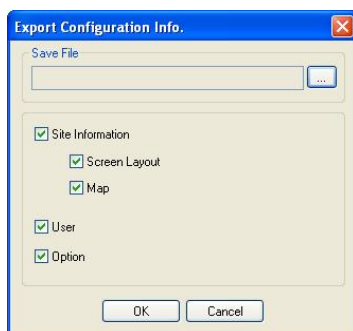 Export Configuration Info.
Save File
...
Site Information
Screen Layout
Map
User
Option
OK Cancel